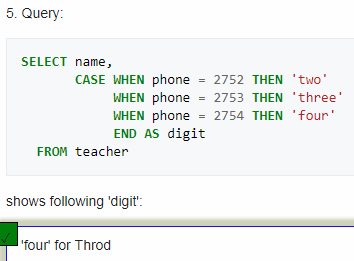 5. Query:
SELECT name,
CASE WHEN phone = 2752 THEN 'two'
WHEN phone = 2753 THEN 'three'
WHEN phone = 2754 THEN 'four'
END AS digit
FROM teacher
shows following 'digit':
'four' for Throd